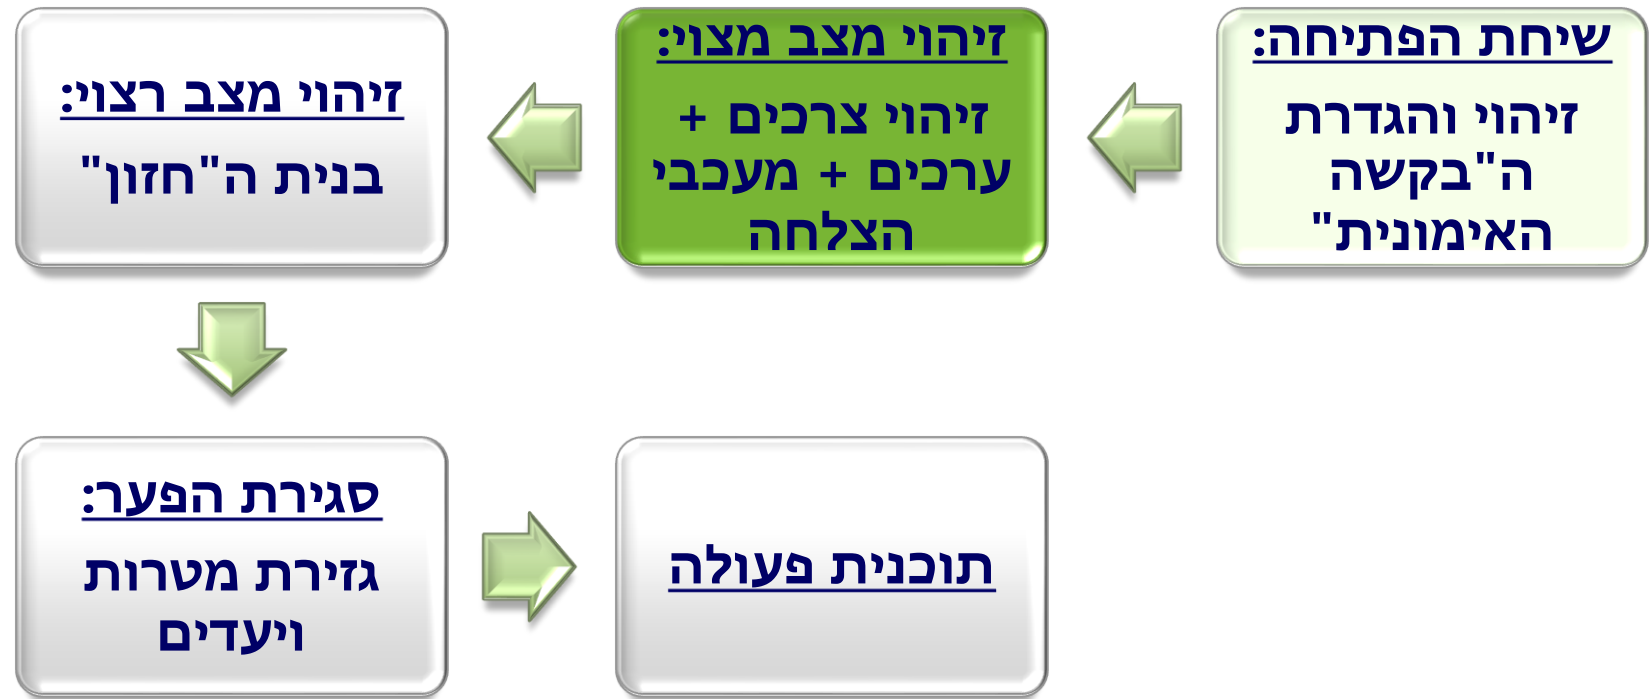 שיחת הפתיחה:
זיהוי והגדרת
ה"בקשה
האימונית"
זיהוי מצב מצוי:
זיהוי צרכים +
ערכים + מעכבי
הצלחה
זיהוי מצב רצוי:
בנית ה"חזון"
סגירת הפער:
גזירת מטרות
ויעדים
תוכנית פעולה